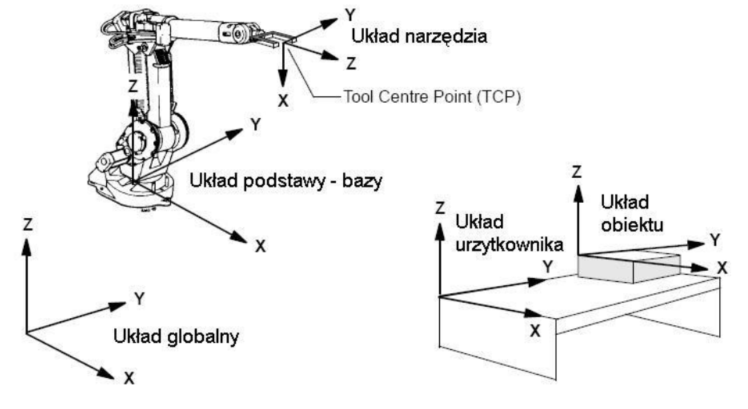 Y
Układ narzędzia
Z
X
Tool Centre Point (TCP)
Z
Y
Układ podstawy - bazy
X
Z
Y
Układ globalny
X
Z
Układ
obiektu
Y
X
Z
Układ
urzytkownika
Y
X